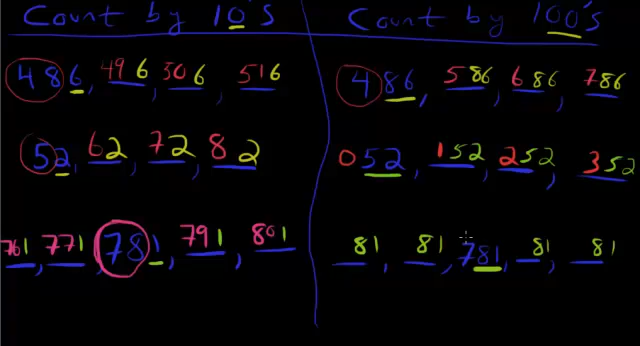 Count by 10's
486, 496, 506, 516
52, 62, 72, 82
761, 771, 781, 791, 801
Count by 100's
486, 586, 686, 786
052, 152, 252, 352
81, 81, 781, 81, 81